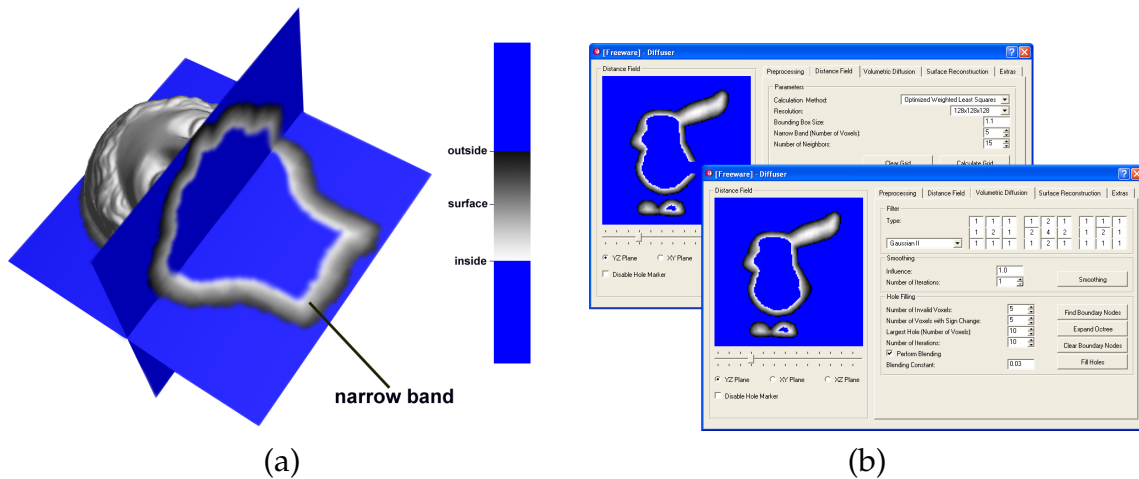 outside
surface
inside
narrow band
(a)
[Freeware] - Diffuser
Distance Field
Preprocessing Distance Field Volumetric Diffusion Surface Reconstruction Extras
Parameters
Calculation Method: Optimized Weighted Least Squares
Resolution: 128x128x128
Bounding Box Size: 1.1
Narrow Band (Number of Voxels): 5
Number of Neighbors: 15
Clear Grid Calculate Grid
YZ Plane XY Plane
Disable Hole Marker
[Freeware] - Diffuser
Distance Field
Preprocessing Distance Field Volumetric Diffusion Surface Reconstruction Extras
Filter
Type:
1 1 1 1 2 1 1 1 1
1 2 1 2 4 2 1 2 1
Gaussian II 1 1 1 1 2 1 1 1 1
Smoothing
Influence: 1.0
Number of Iterations: 1
Smoothing
Hole Filling
Number of Invalid Voxels: 5
Find Boundary Nodes
Number of Voxels with Sign Change: 5
Largest Hole (Number of Voxels): 10
Expand Octree
Number of Iterations: 10
Clear Boundary Nodes
Perform Blending
Blending Constant: 0.03
Fill Holes
YZ Plane XY Plane XZ Plane
Disable Hole Marker
(b)